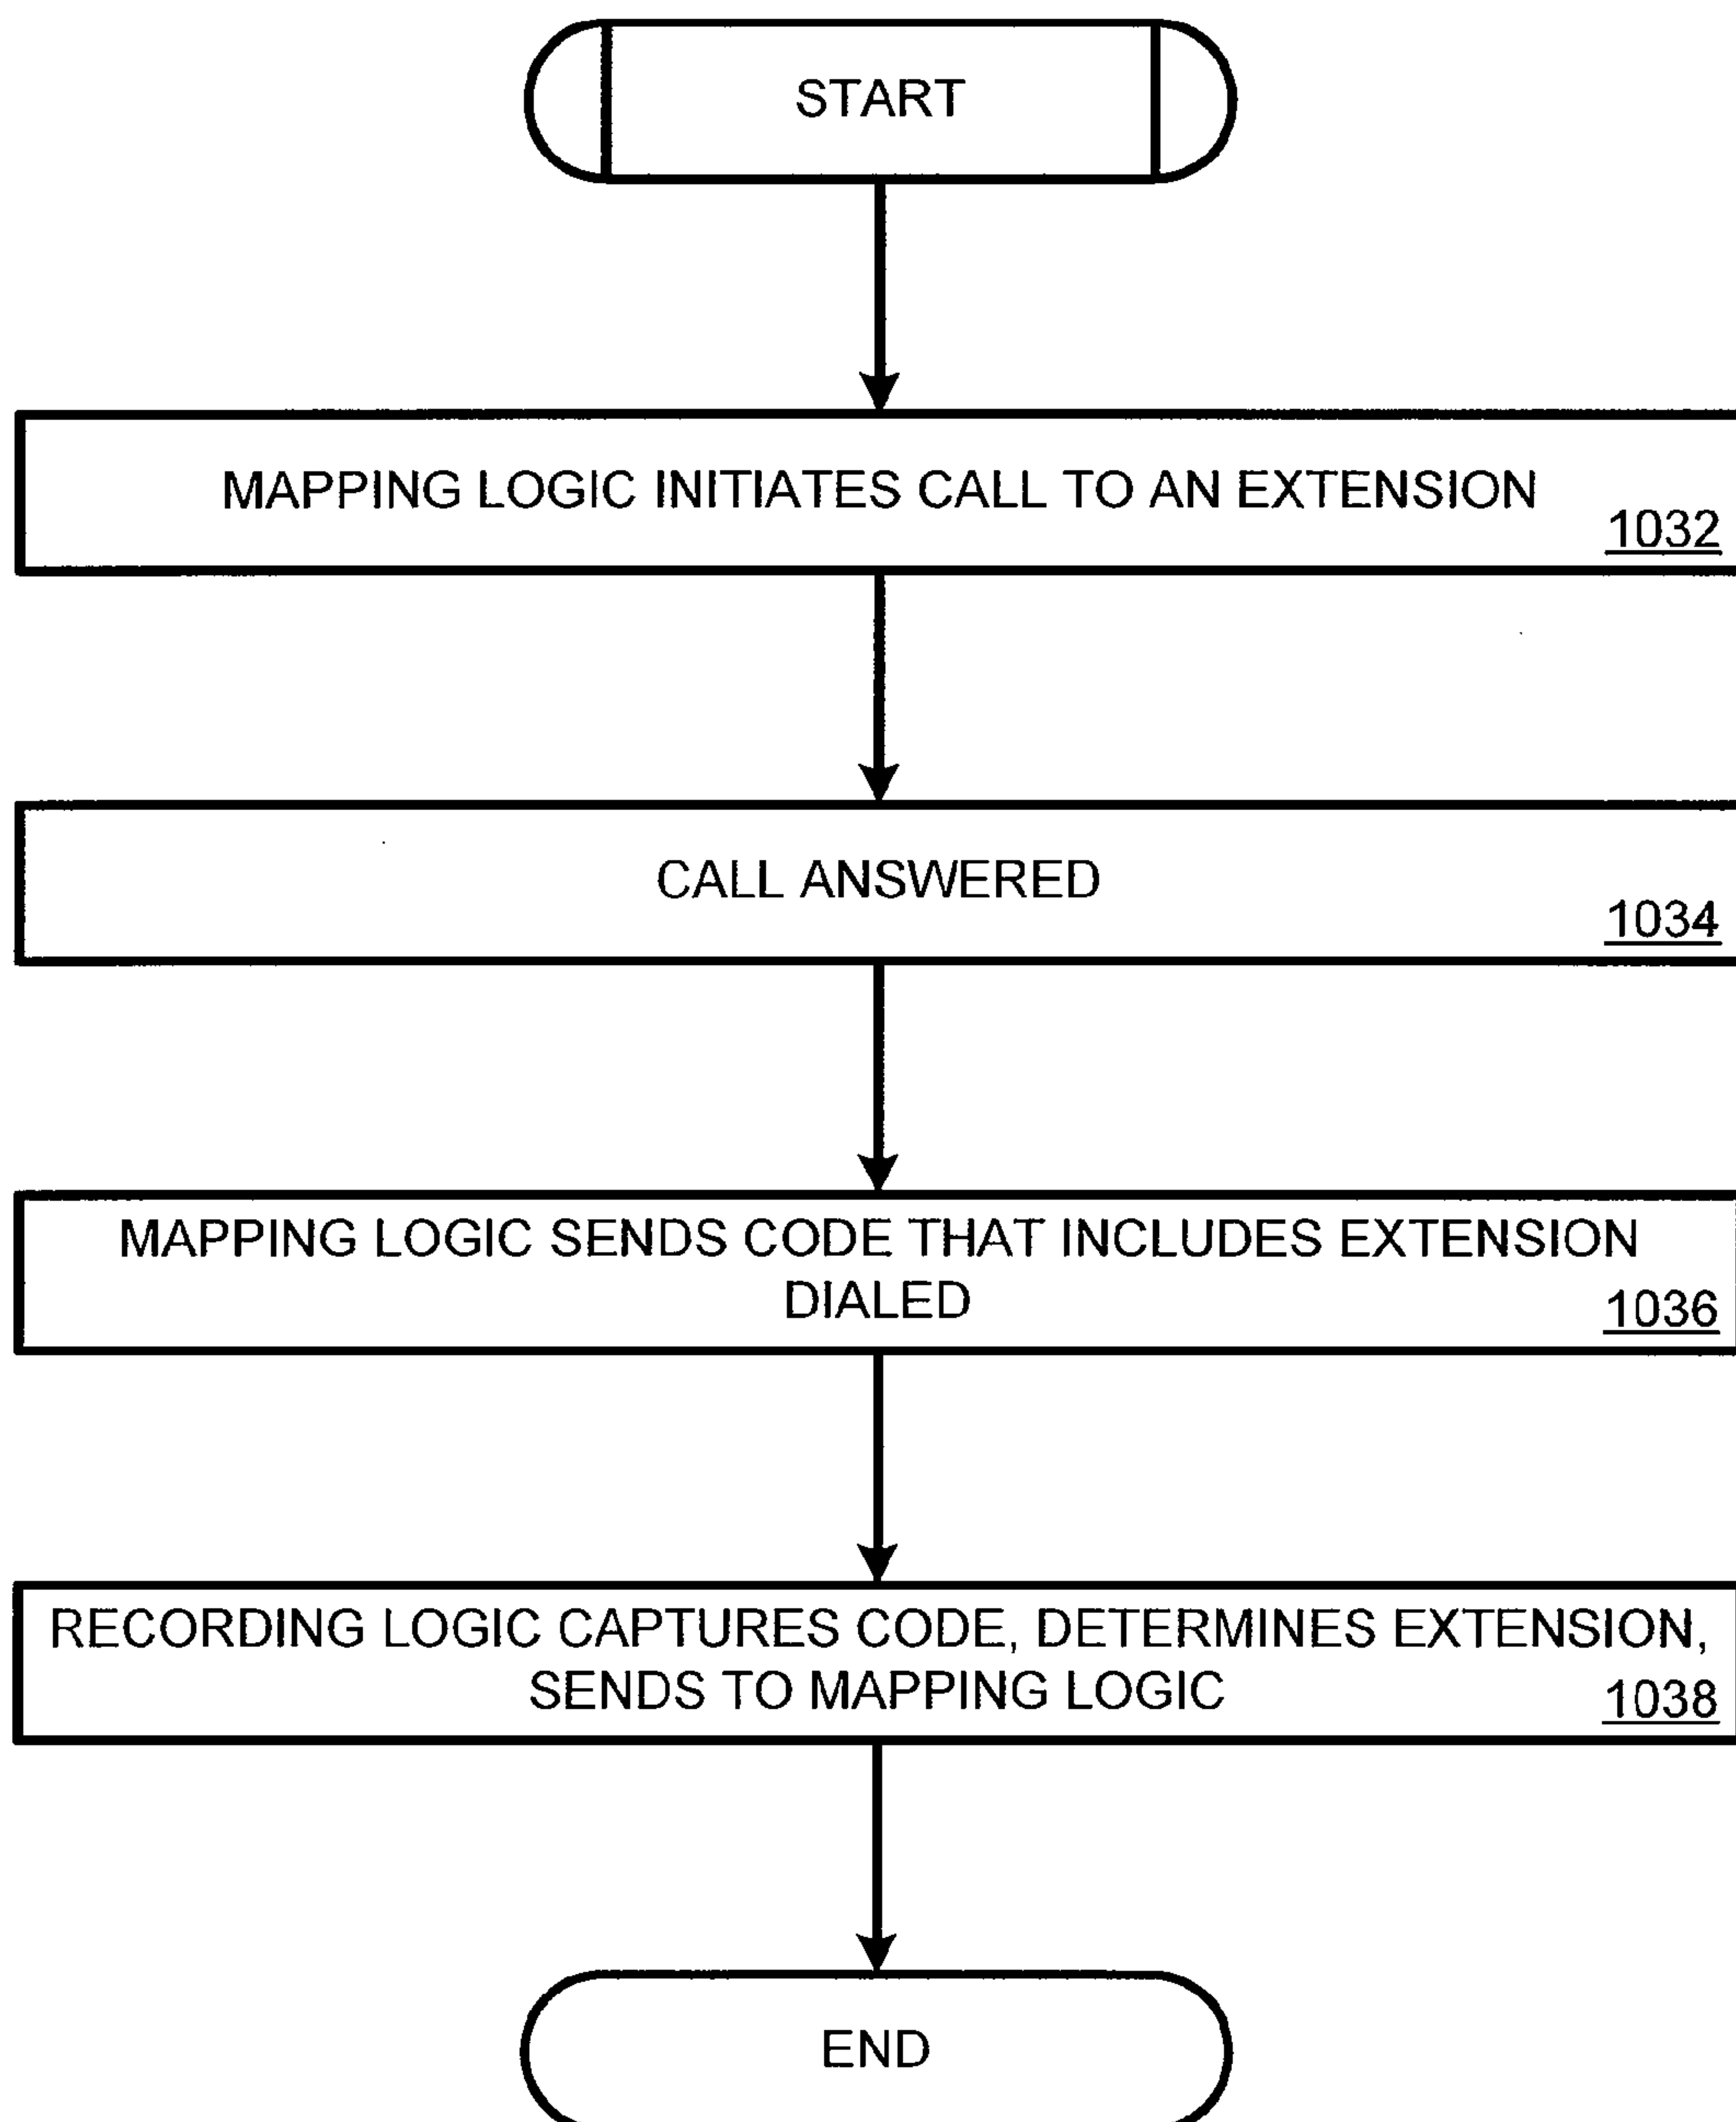 START
MAPPING LOGIC INITIATES CALL TO AN EXTENSION
1032
CALL ANSWERED
1034
MAPPING LOGIC SENDS CODE THAT INCLUDES EXTENSION
DIALED
1036
RECORDING LOGIC CAPTURES CODE, DETERMINES EXTENSION,
SENDS TO MAPPING LOGIC
1038
END